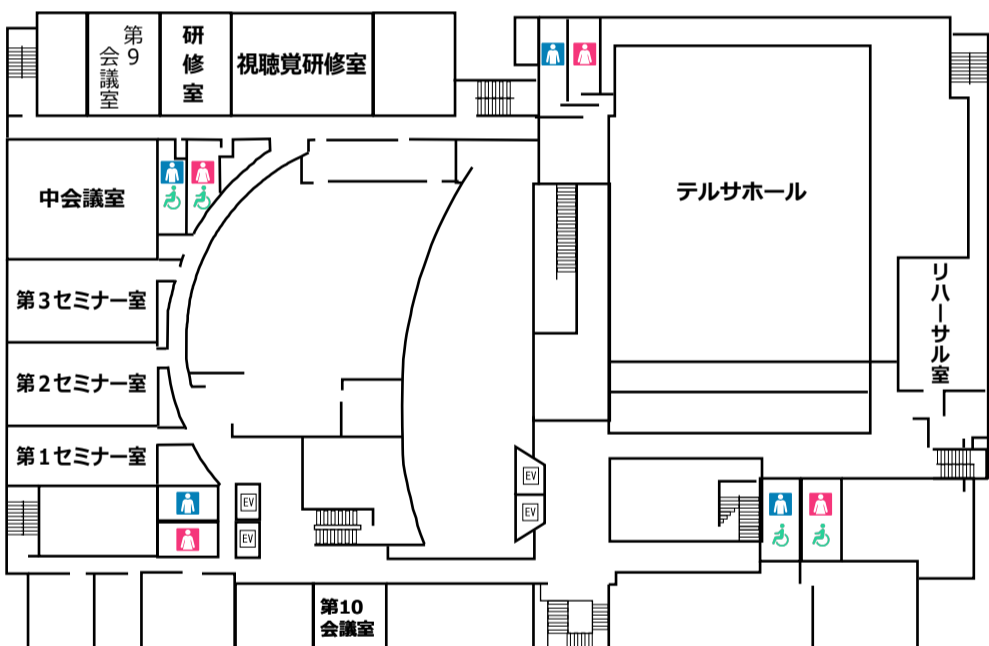 第9
会議室
研修室
視聴覚研修室
中会議室
テルサホール
リハーサル室
第3セミナー室
第2セミナー室
第1セミナー室
EV
EV
EV
EV
第10
会議室